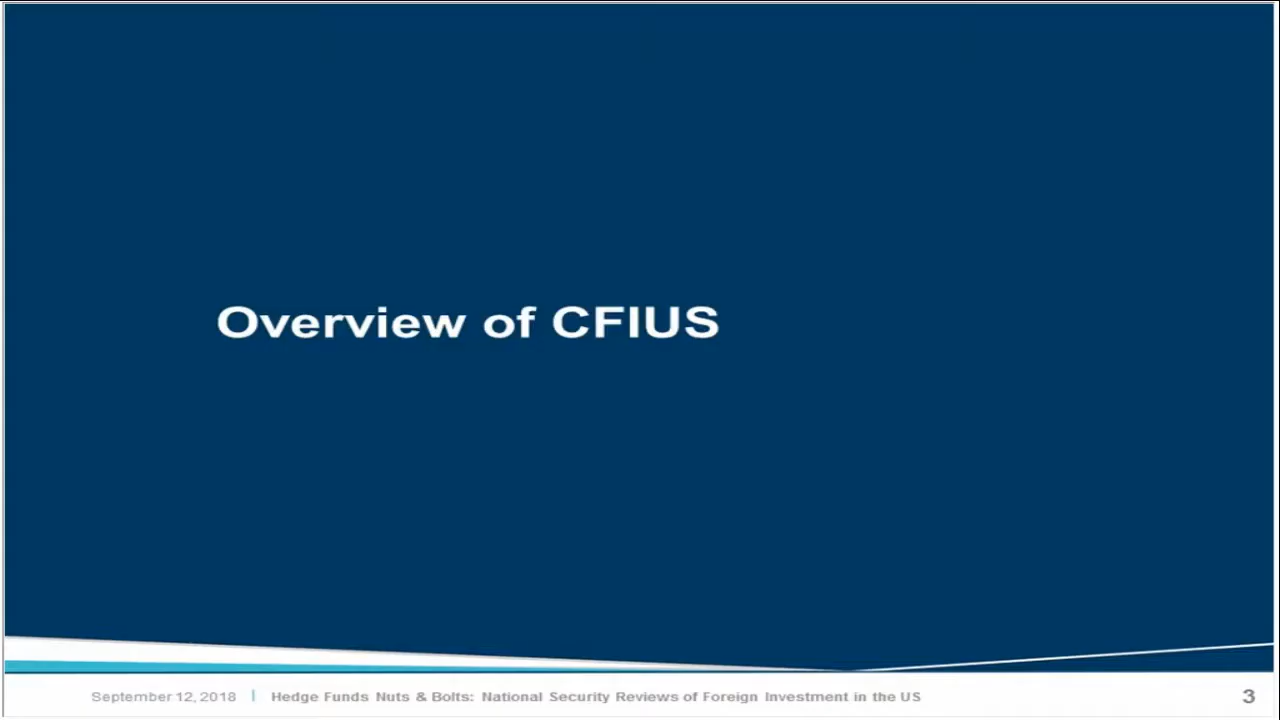 Overview of CFIUS
September 12, 2018 | Hedge Funds Nuts & Bolts: National Security Reviews of Foreign Investment in the US 3